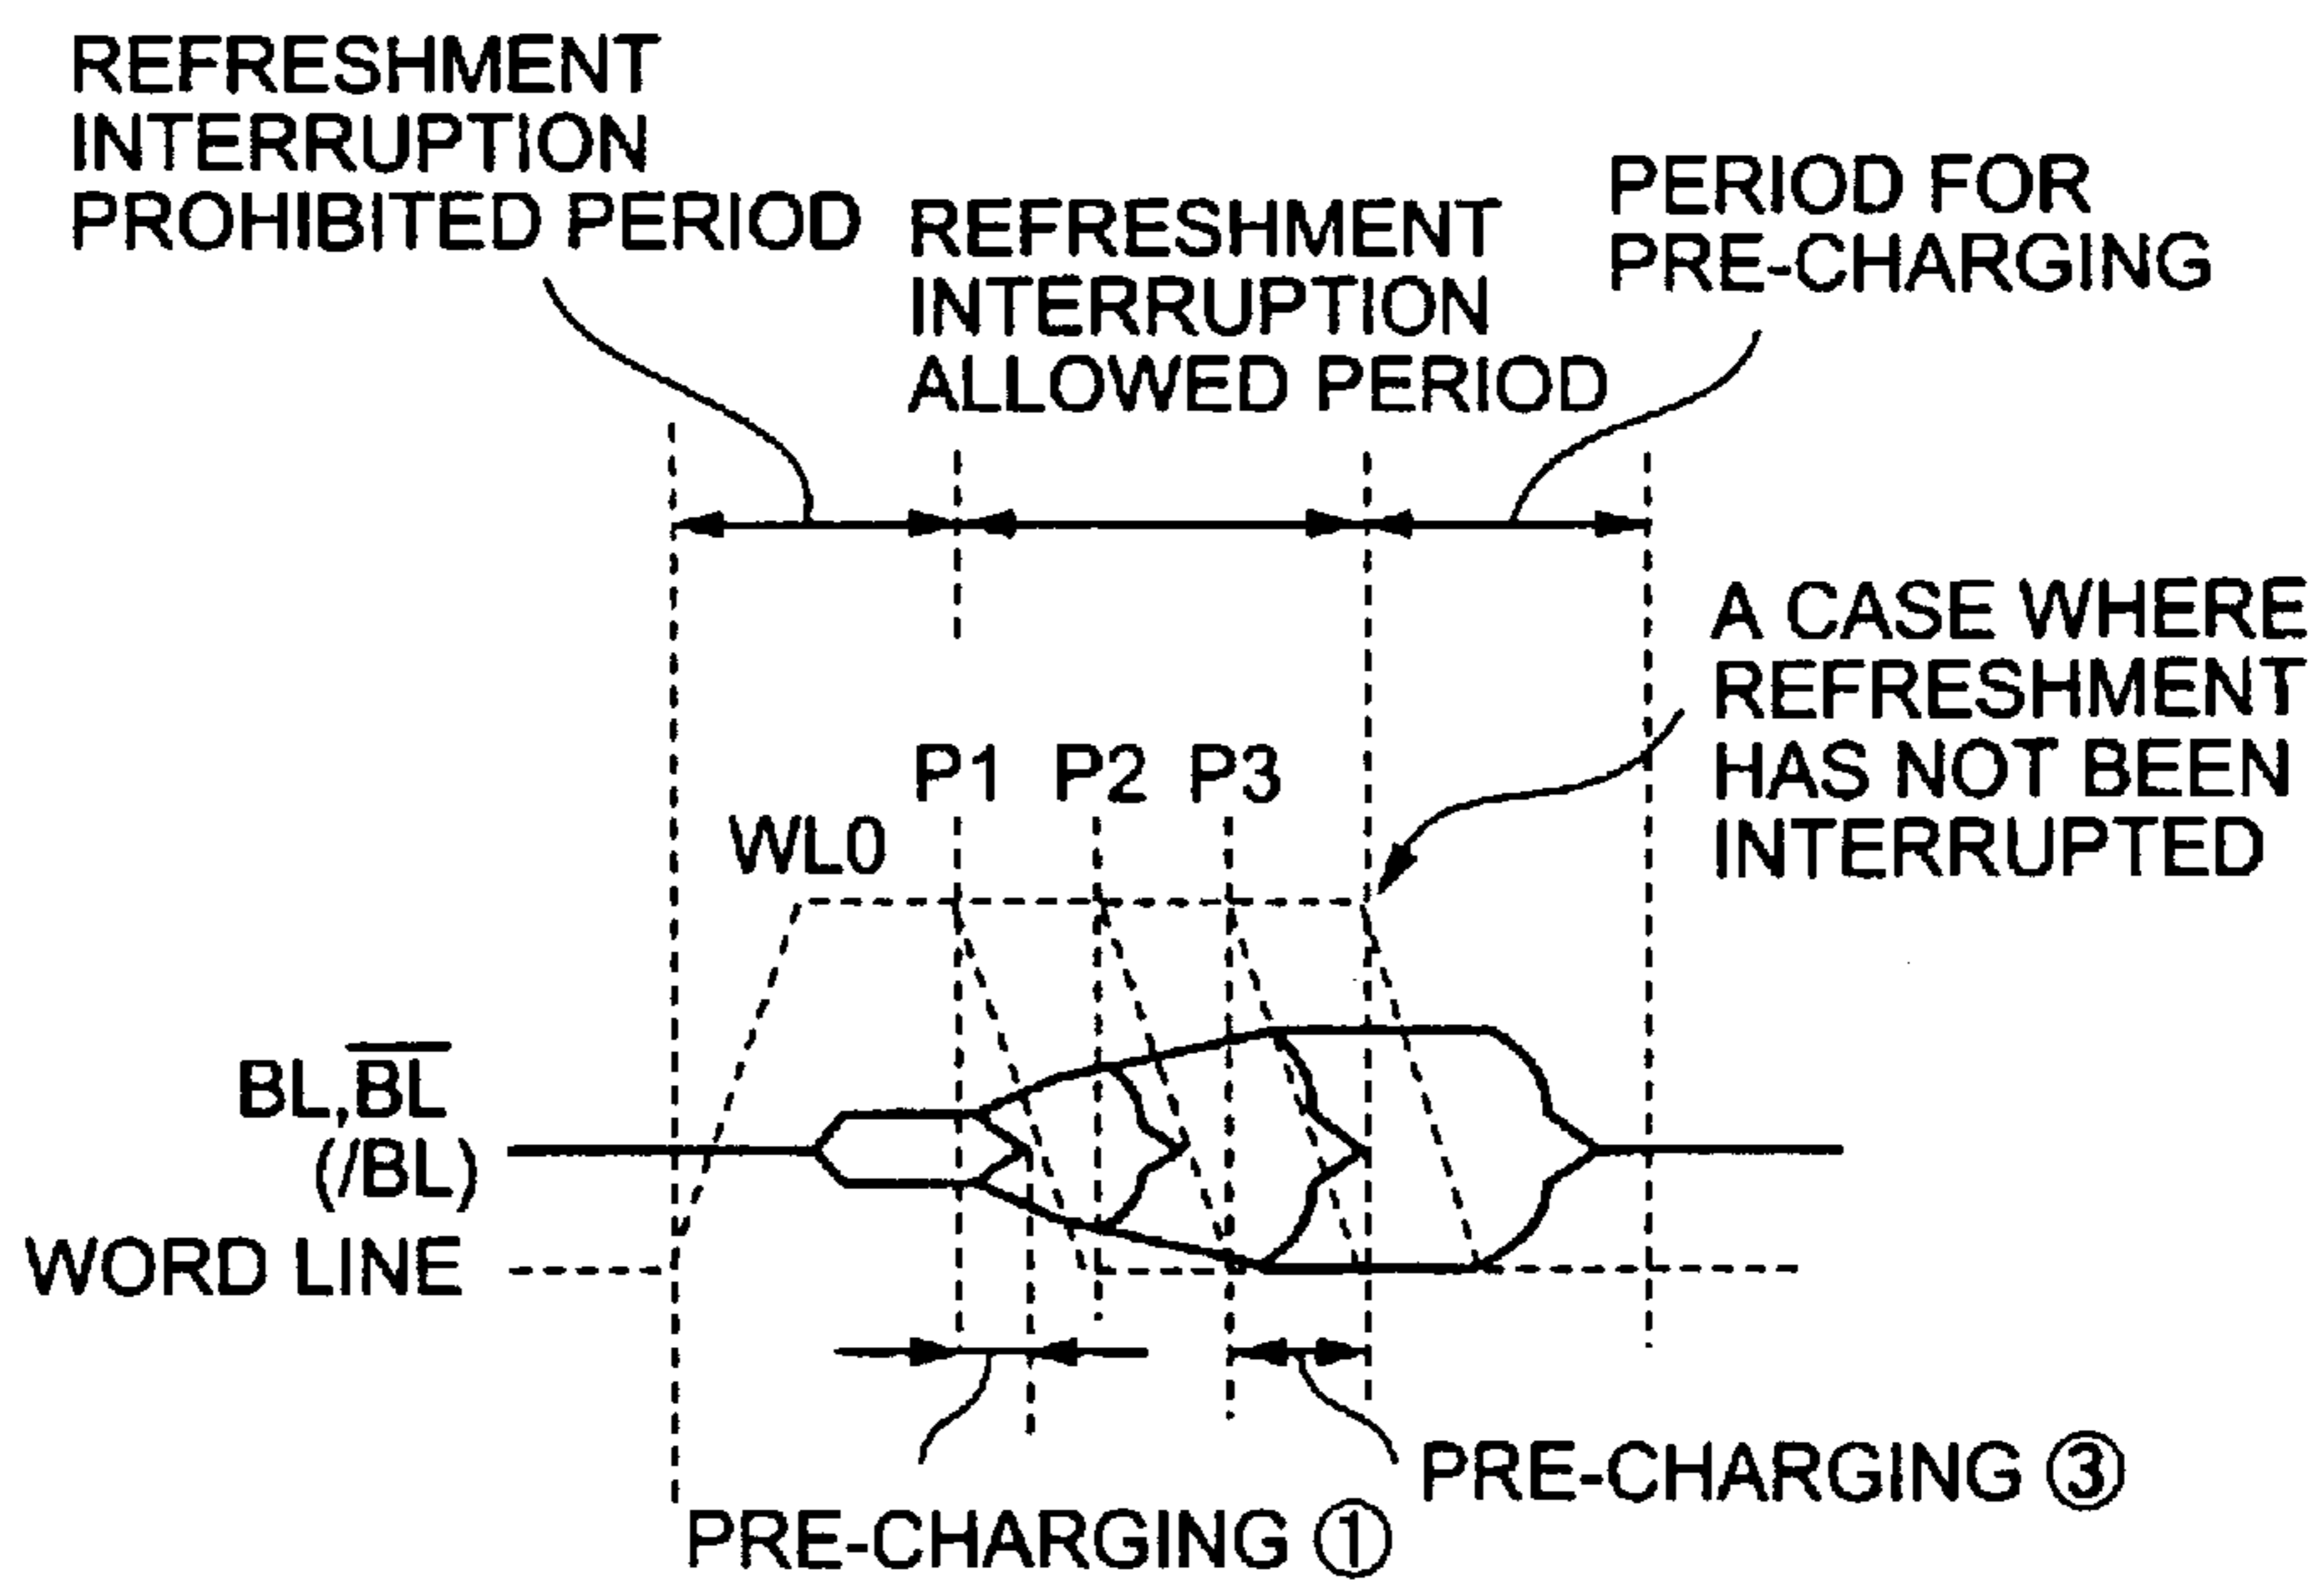 REFRESHMENT
INTERRUPTION
PROHIBITED PERIOD
REFRESHMENT
INTERRUPTION
ALLOWED PERIOD
PERIOD FOR
PRE-CHARGING
A CASE WHERE
REFRESHMENT
HAS NOT BEEN
INTERRUPTED
P1 P2 P3
WL0
BL,B̅L̅
(/BL)
WORD LINE
PRE-CHARGING ③
PRE-CHARGING ①